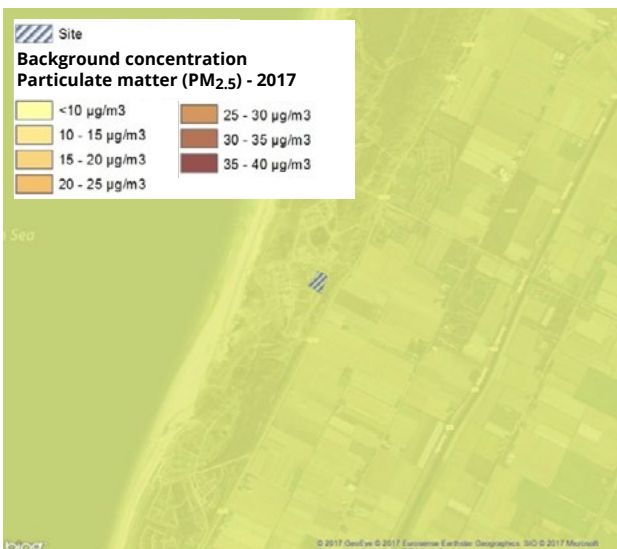 Site
Background concentration
Particulate matter (PM2.5) - 2017
<10 µg/m3
10 - 15 µg/m3
15 - 20 µg/m3
20 - 25 µg/m3
25 - 30 µg/m3
30 - 35 µg/m3
35 - 40 µg/m3
Sea
© 2017 GeoEye © 2017 Eurosense Earthstar Geographics SIO © 2017 Microsoft